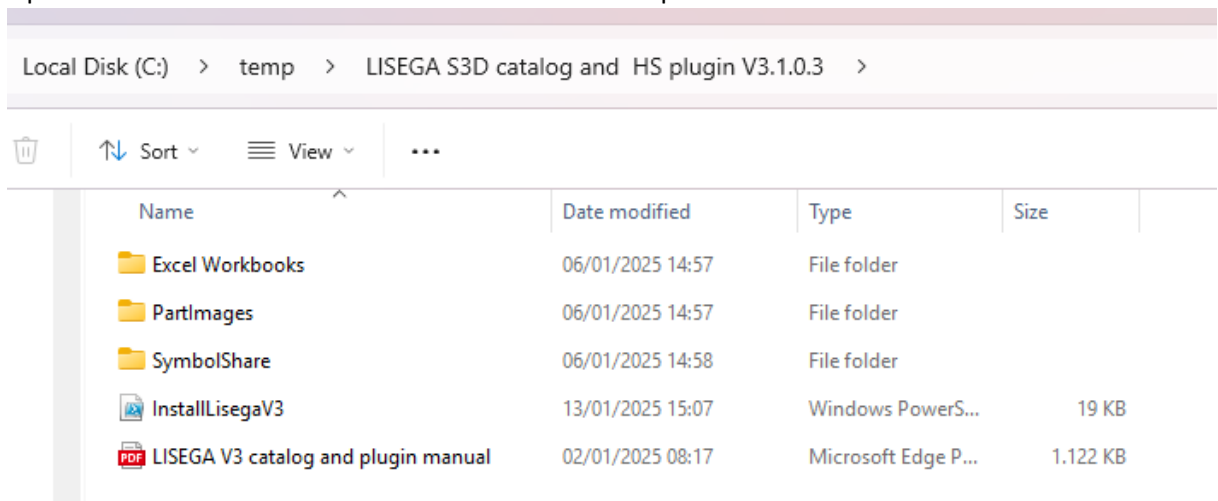 Local Disk (C:) > temp > LISEGA S3D catalog and  HS plugin V3.1.0.3 >
Sort View ...
Name Date modified Type Size
Excel Workbooks 06/01/2025 14:57 File folder
PartImages 06/01/2025 14:57 File folder
SymbolShare 06/01/2025 14:58 File folder
InstallLisegaV3 13/01/2025 15:07 Windows PowerS... 19 KB
PDF LISEGA V3 catalog and plugin manual 02/01/2025 08:17 Microsoft Edge P... 1.122 KB